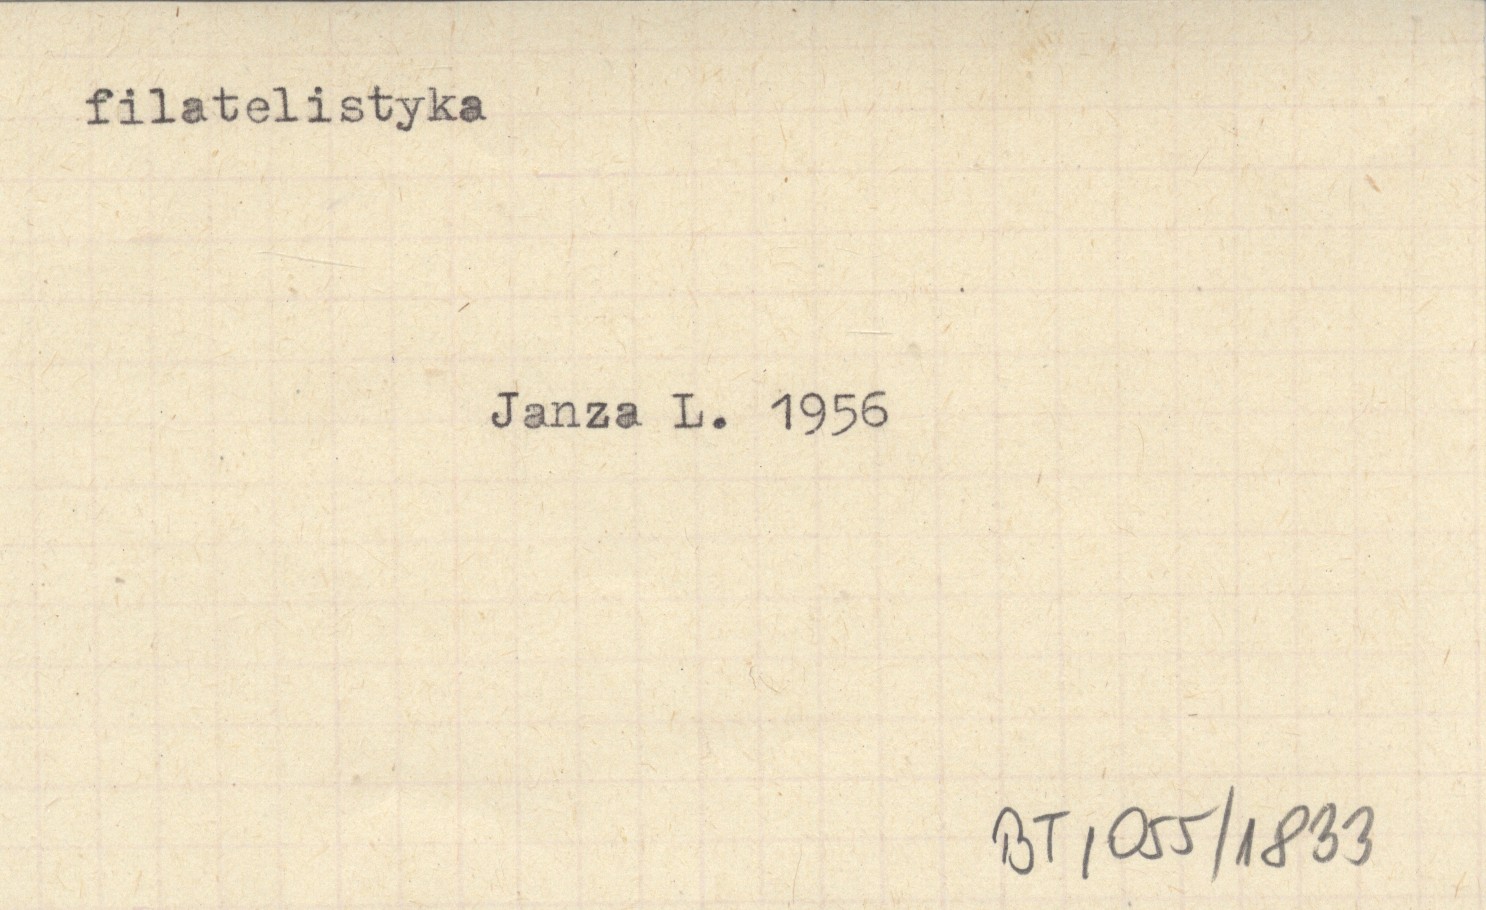 filatelistyka
Janza L. 1956
BT, 055/1833